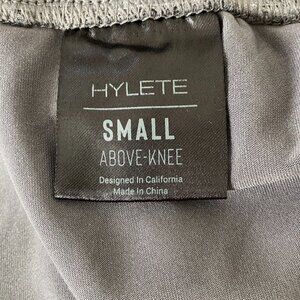 HYLETE
SMALL
ABOVE-KNEE
Designed In California
Made In China